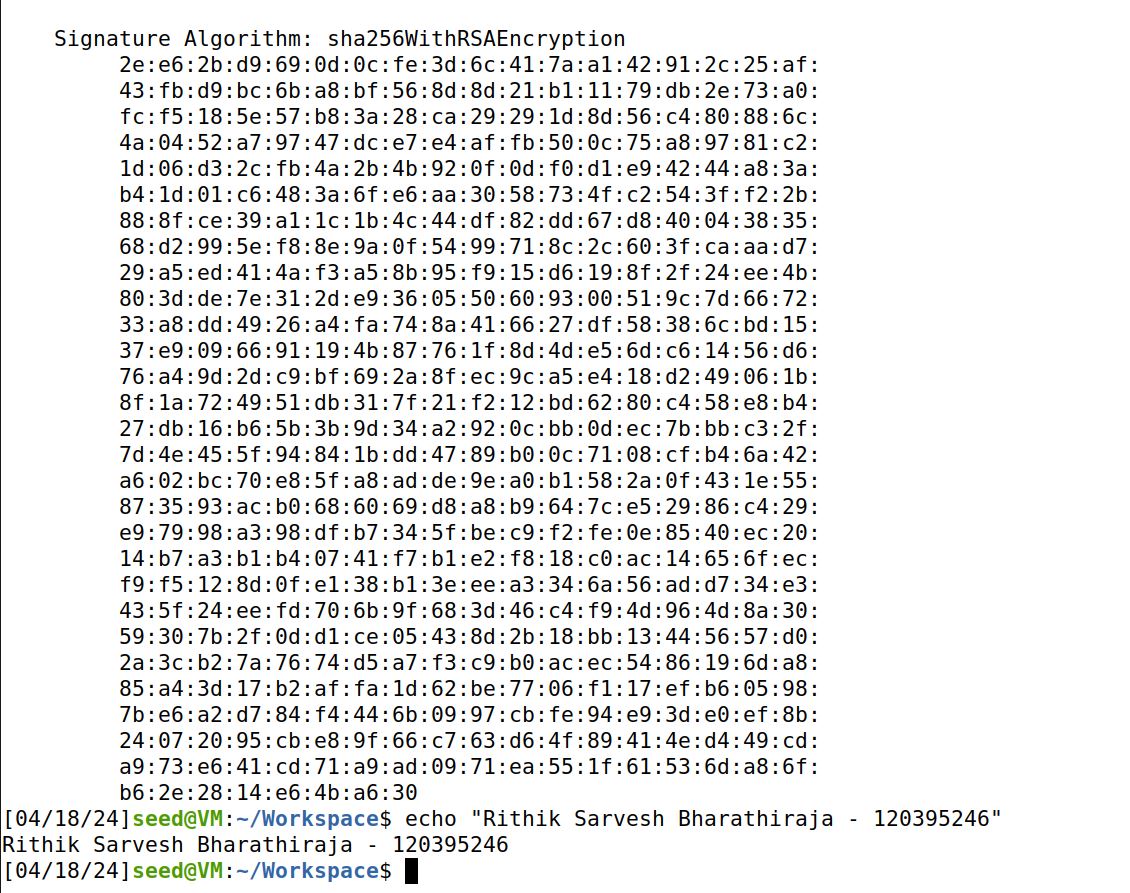 Signature Algorithm: sha256WithRSAEncryption
2e:e6:2b:d9:69:0d:0c:fe:3d:6c:41:7a:a1:42:91:2c:25:af:
43:fb:d9:bc:6b:a8:bf:56:8d:8d:21:b1:11:79:db:2e:73:a0:
fc:f5:18:5e:57:b8:3a:28:ca:29:29:1d:8d:56:c4:80:88:6c:
4a:04:52:a7:97:47:dc:e7:e4:af:fb:50:0c:75:a8:97:81:c2:
1d:06:d3:2c:fb:4a:2b:4b:92:0f:0d:f0:d1:e9:42:44:a8:3a:
b4:1d:01:c6:48:3a:6f:e6:aa:30:58:73:4f:c2:54:3f:f2:2b:
88:8f:ce:39:a1:1c:1b:4c:44:df:82:dd:67:d8:40:04:38:35:
68:d2:99:5e:f8:8e:9a:0f:54:99:71:8c:2c:60:3f:ca:aa:d7:
29:a5:ed:41:4a:f3:a5:8b:95:f9:15:d6:19:8f:2f:24:ee:4b:
80:3d:de:7e:31:2d:e9:36:05:50:60:93:00:51:9c:7d:66:72:
33:a8:dd:49:26:a4:fa:74:8a:41:66:27:df:58:38:6c:bd:15:
37:e9:09:66:91:19:4b:87:76:1f:8d:4d:e5:6d:c6:14:56:d6:
76:a4:9d:2d:c9:bf:69:2a:8f:ec:9c:a5:e4:18:d2:49:06:1b:
8f:1a:72:49:51:db:31:7f:21:f2:12:bd:62:80:c4:58:e8:b4:
27:db:16:b6:5b:3b:9d:34:a2:92:0c:bb:0d:ec:7b:bb:c3:2f:
7d:4e:45:5f:94:84:1b:dd:47:89:b0:0c:71:08:cf:b4:6a:42:
a6:02:bc:70:e8:5f:a8:ad:de:9e:a0:b1:58:2a:0f:43:1e:55:
87:35:93:ac:b0:68:60:69:d8:a8:b9:64:7c:e5:29:86:c4:29:
e9:79:98:a3:98:df:b7:34:5f:be:c9:f2:fe:0e:85:40:ec:20:
14:b7:a3:b1:b4:07:41:f7:b1:e2:f8:18:c0:ac:14:65:6f:ec:
f9:f5:12:8d:0f:e1:38:b1:3e:ee:a3:34:6a:56:ad:d7:34:e3:
43:5f:24:ee:fd:70:6b:9f:68:3d:46:c4:f9:4d:96:4d:8a:30:
59:30:7b:2f:0d:d1:ce:05:43:8d:2b:18:bb:13:44:56:57:d0:
2a:3c:b2:7a:76:74:d5:a7:f3:c9:b0:ac:ec:54:86:19:6d:a8:
85:a4:3d:17:b2:af:fa:1d:62:be:77:06:f1:17:ef:b6:05:98:
7b:e6:a2:d7:84:f4:44:6b:09:97:cb:fe:94:e9:3d:e0:ef:8b:
24:07:20:95:cb:e8:9f:66:c7:63:d6:4f:89:41:4e:d4:49:cd:
a9:73:e6:41:cd:71:a9:ad:09:71:ea:55:1f:61:53:6d:a8:6f:
b6:2e:28:14:e6:4b:a6:30
[04/18/24]seed@VM:~/Workspace$ echo "Rithik Sarvesh Bharathiraja - 120395246"
Rithik Sarvesh Bharathiraja - 120395246
[04/18/24]seed@VM:~/Workspace$